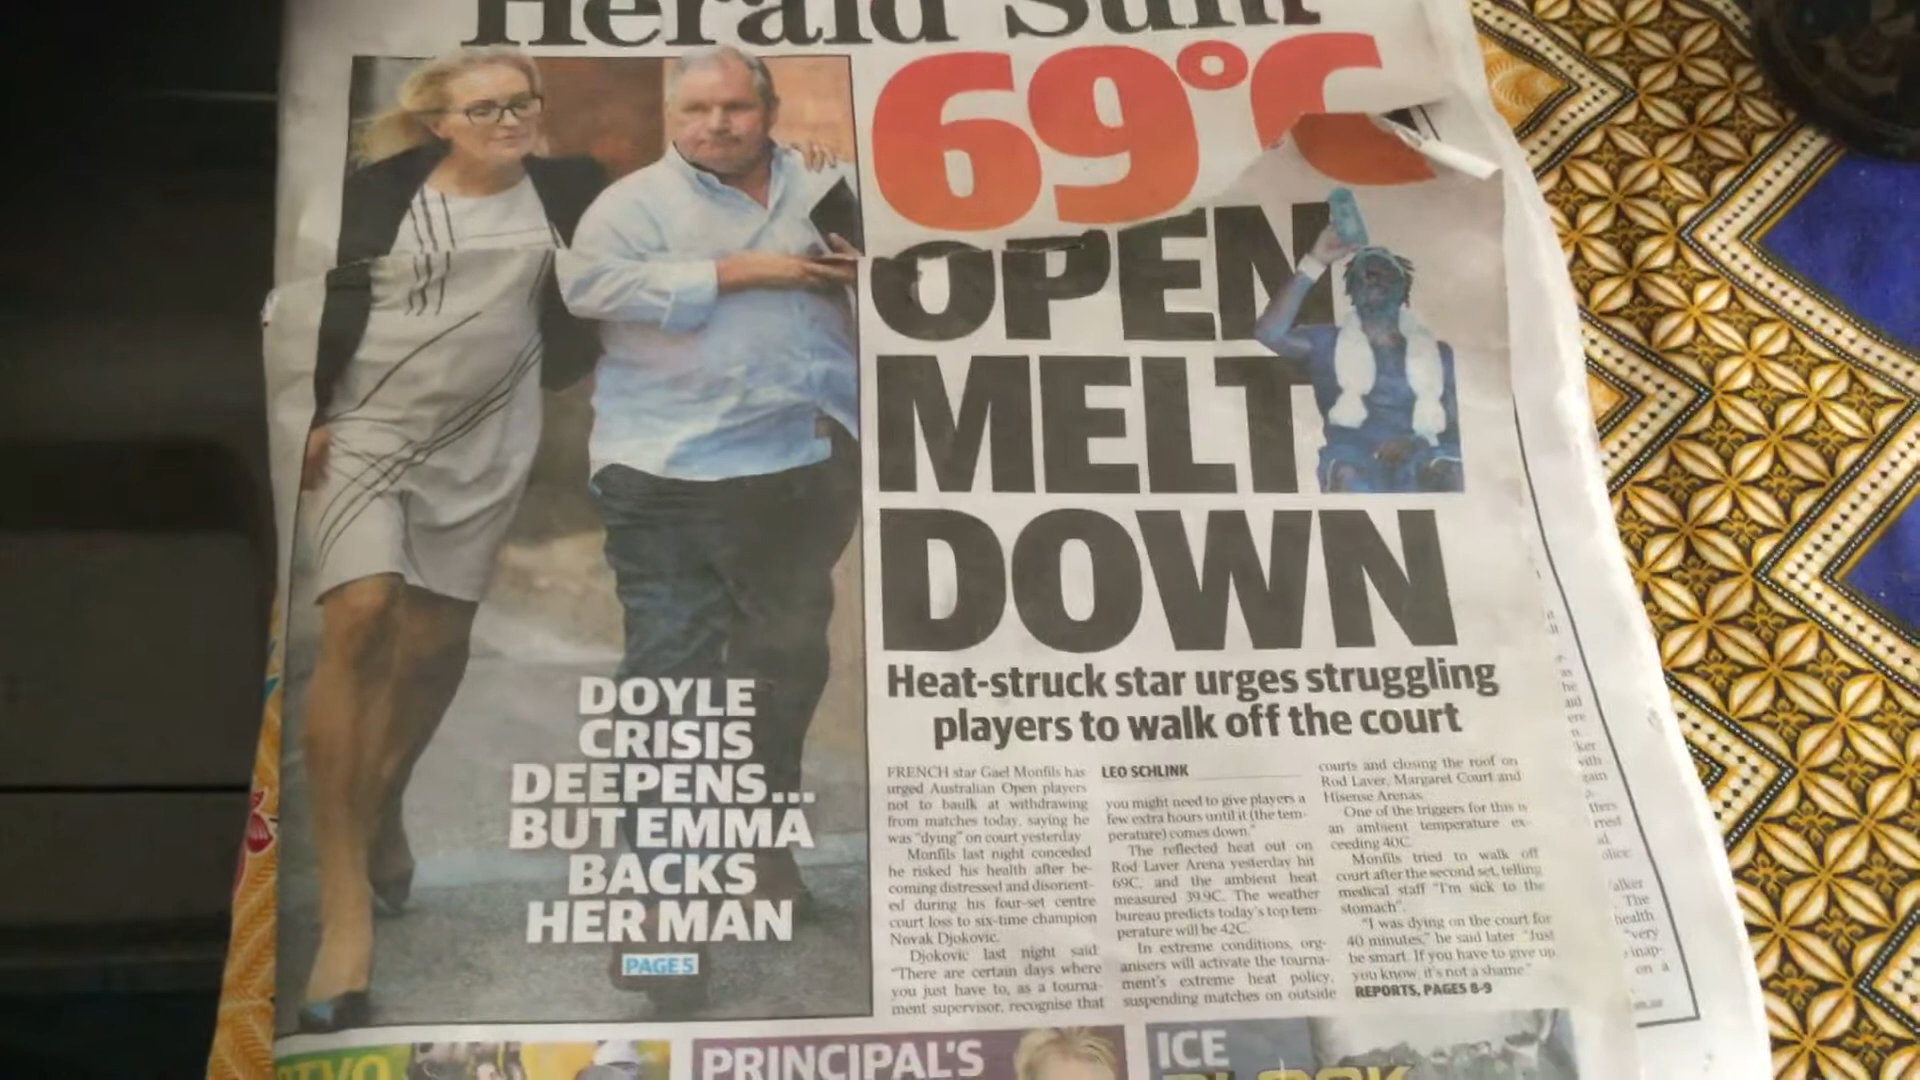 Herald Sun
69°C
OPEN
MELT
DOWN
Heat-struck star urges struggling
players to walk off the court
DOYLE
CRISIS
DEEPENS...
BUT EMMA
BACKS
HER MAN
PAGE 5
FRENCH star Gael Monfils has
urged Australian Open players
not to baulk at withdrawing
from matches today, saying he
was "dying" on court yesterday.
Monfils last night conceded
he risked his health after be-
coming distressed and disorient-
ed during his four-set centre
court loss to six-time champion
Novak Djokovic.
Djokovic last night said:
"There are certain days where
you just have to, as a tourna-
ment supervisor, recognise that
LEO SCHLINK
you might need to give players a
few extra hours until it (the tem-
perature) comes down."
The reflected heat out on
Rod Laver Arena yesterday hit
69C, and the ambient heat
measured 39.9C. The weather
bureau predicts today's top tem-
perature will be 42C.
In extreme conditions, org-
anisers will activate the tourna-
ment's extreme heat policy,
suspending matches on outside
courts and closing the roof on
Rod Laver, Margaret Court and
Hisense Arenas.
One of the triggers for this is
an ambient temperature ex-
ceeding 40C.
Monfils tried to walk off
court after the second set, telling
medical staff "I'm sick to the
stomach".
"I was dying on the court for
40 minutes," he said later. "Just
be smart. If you have to give up,
you know, it's not a shame."
REPORTS, PAGES 8-9
PRINCIPAL'S
ICE